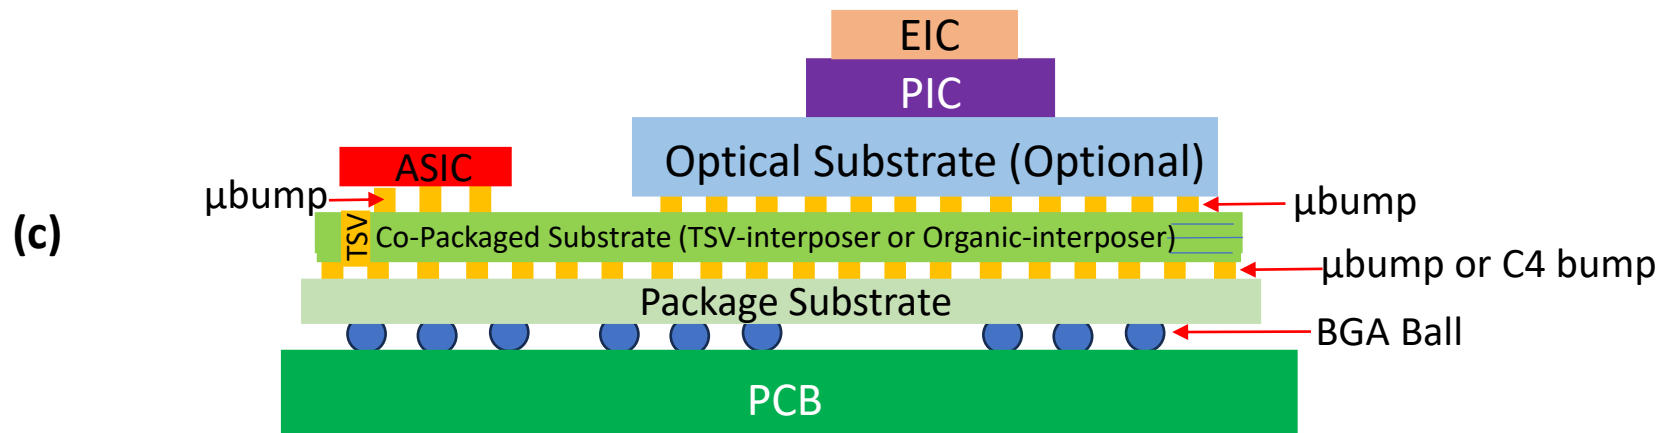 EIC
PIC
Optical Substrate (Optional)
ASIC
μbump
μbump
(c)
TSV
Co-Packaged Substrate (TSV-interposer or Organic-interposer)
μbump or C4 bump
Package Substrate
BGA Ball
PCB